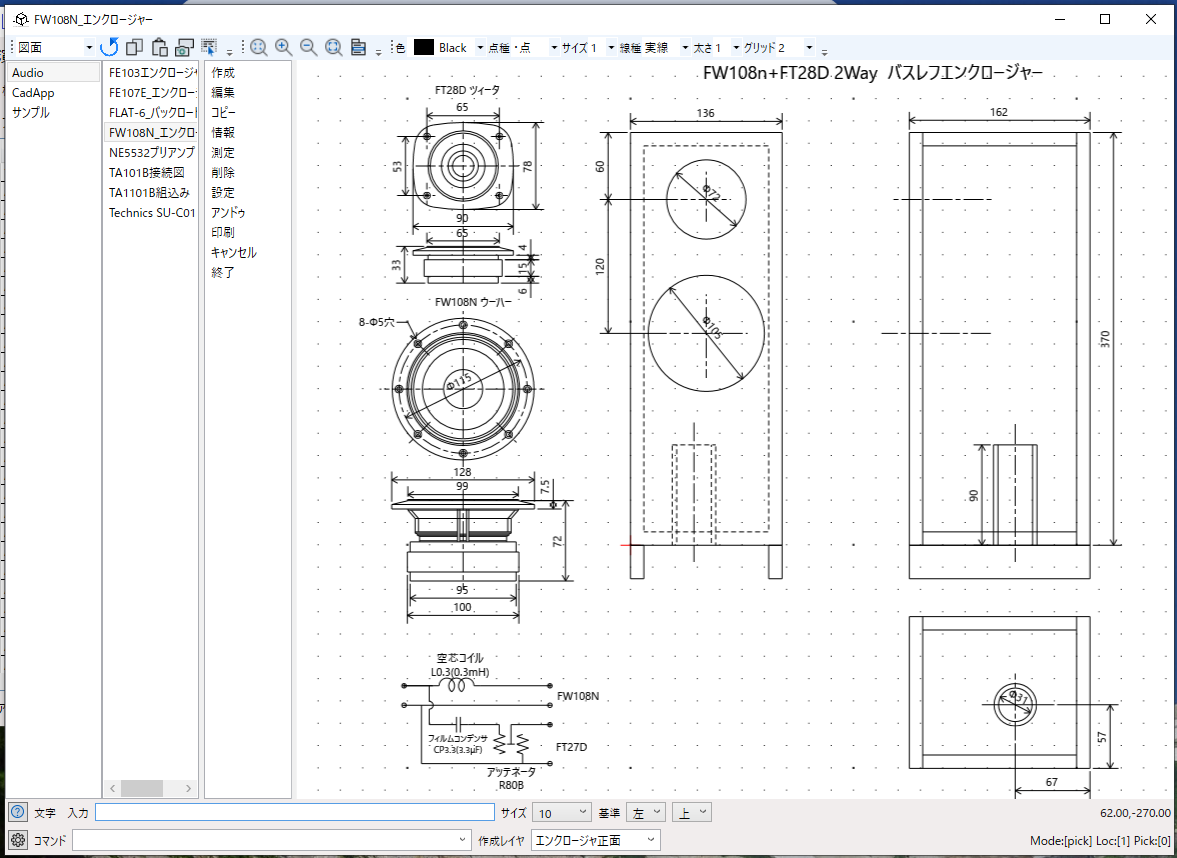 FW108N_エンクロージャー
図面
色 Black 点種 ・点 サイズ 1 線種 実線 太さ 1 グリッド 2
Audio
CadApp
サンプル
FE103エンクロージャ
FE107E_エンクロー
FLAT-6_バックロート
FW108N_エンクロ
NE5532プリアンプ
TA101B接続図
TA1101B組込み
Technics SU-C01
作成
編集
コピー
情報
測定
削除
設定
アンドゥ
印刷
キャンセル
終了
FW108n+FT28D 2Way バスレフエンクロージャー
FT28D ツィータ
65
53
78
90
65
33
4
15
6
FW108N ウーハー
8-Φ5穴
Φ115
128
99
7.5
72
95
100
空芯コイル
L0.3(0.3mH)
FW108N
フィルムコンデンサ
CP3.3(3.3μF)
FT27D
アッテネータ
R80B
136
60
Φ72
120
Φ105
162
370
90
Φ31
57
67
文字 入力 サイズ 10 基準 左 上
62.00,-270.00
コマンド 作成レイヤ エンクロージャ正面
Mode:[pick] Loc:[1] Pick:[0]